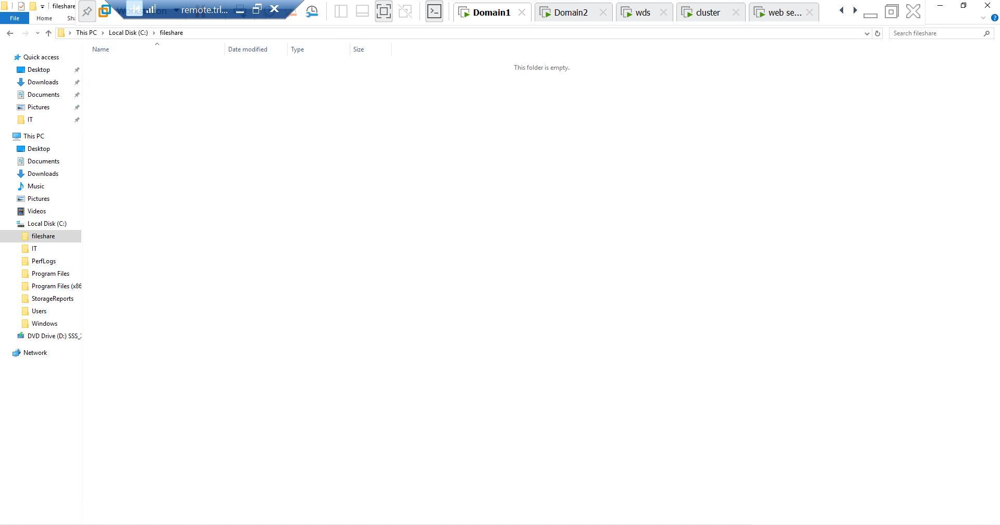 fileshare
remote.trl...
Domain1
Domain2
wds
cluster
web se...
File
Home
This PC
Local Disk (C:)
fileshare
Search fileshare
Name
Date modified
Type
Size
This folder is empty.
Quick access
Desktop
Downloads
Documents
Pictures
IT
This PC
Desktop
Documents
Downloads
Music
Pictures
Videos
Local Disk (C:)
fileshare
IT
PerfLogs
Program Files
Program Files (x86
StorageReports
Users
Windows
DVD Drive (D:) SSS_
Network